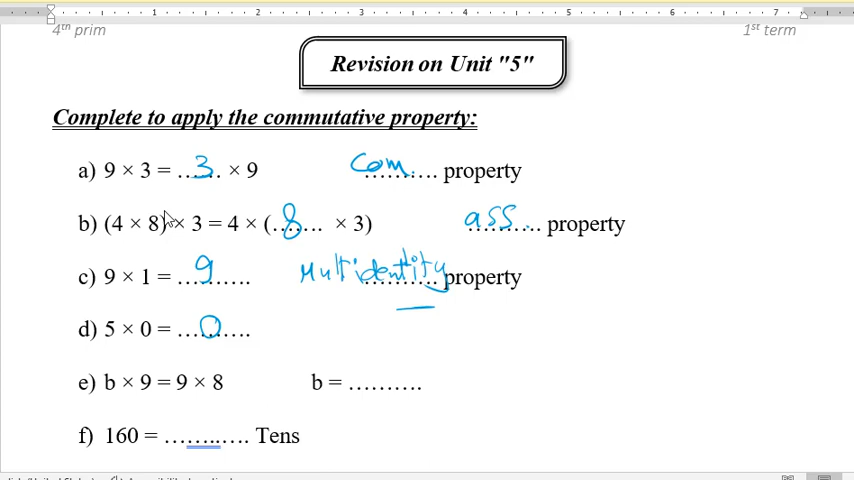 4th prim 1st term
Revision on Unit "5"
Complete to apply the commutative property:
a) 9 × 3 = ...3... × 9 com. ......... property
b) (4 × 8) × 3 = 4 × (...8.... × 3) ass. ......... property
c) 9 × 1 = ...9....... Mult identity .......... property
d) 5 × 0 = ...0.......
e) b × 9 = 9 × 8 b = ..........
f) 160 = ............ Tens